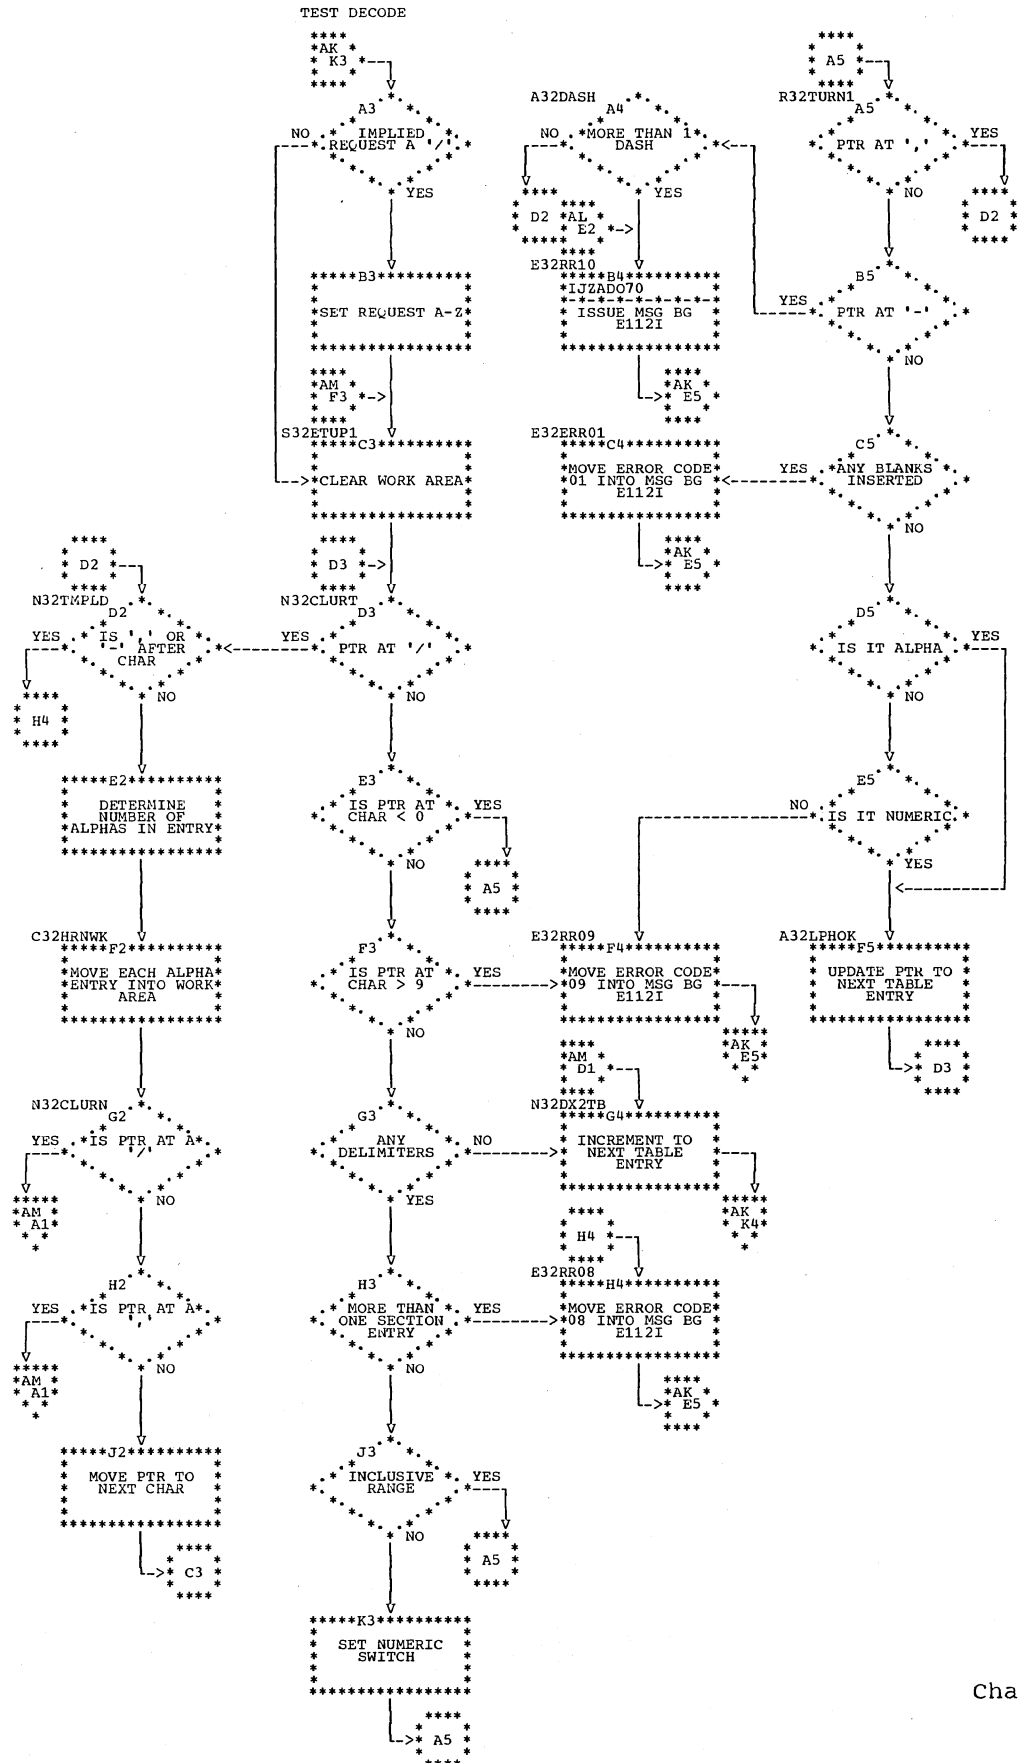 TEST DECODE
AK
K3
A3
IMPLIED
REQUEST A '/'
NO
YES
B3
SET REQUEST A-Z
AM
F3
S32ETUP1
C3
CLEAR WORK AREA
D3
N32CLURT
D3
PTR AT '/'
YES
NO
E3
IS PTR AT
CHAR < 0
YES
A5
NO
F3
IS PTR AT
CHAR > 9
YES
NO
G3
ANY
DELIMITERS
NO
YES
H3
MORE THAN
ONE SECTION
ENTRY
YES
NO
J3
INCLUSIVE
RANGE
YES
A5
NO
K3
SET NUMERIC
SWITCH
A5
D2
N32TMPLD
D2
IS ',' OR
'-' AFTER
CHAR
YES
H4
NO
E2
DETERMINE
NUMBER OF
ALPHAS IN ENTRY
C32HRNWK
F2
MOVE EACH ALPHA
ENTRY INTO WORK
AREA
N32CLURN
G2
IS PTR AT A
'/'
YES
AM
A1
NO
H2
IS PTR AT A
','
YES
AM
A1
NO
J2
MOVE PTR TO
NEXT CHAR
C3
A32DASH
A4
MORE THAN 1
DASH
NO
D2
YES
AL
E2
E32RR10
B4
IJZADO70
ISSUE MSG BG
E112I
AK
E5
E32ERR01
C4
MOVE ERROR CODE
01 INTO MSG BG
E112I
AK
E5
E32RR09
F4
MOVE ERROR CODE
09 INTO MSG BG
E112I
AK
E5
AM
D1
N32DX2TB
G4
INCREMENT TO
NEXT TABLE
ENTRY
AK
K4
H4
E32RR08
H4
MOVE ERROR CODE
08 INTO MSG BG
E112I
AK
E5
A5
R32TURN1
A5
PTR AT ','
YES
D2
NO
B5
PTR AT '-'
YES
NO
C5
ANY BLANKS
INSERTED
YES
NO
D5
IS IT ALPHA
YES
NO
E5
IS IT NUMERIC
NO
YES
A32LPHOK
F5
UPDATE PTR TO
NEXT TABLE
ENTRY
D3
Cha